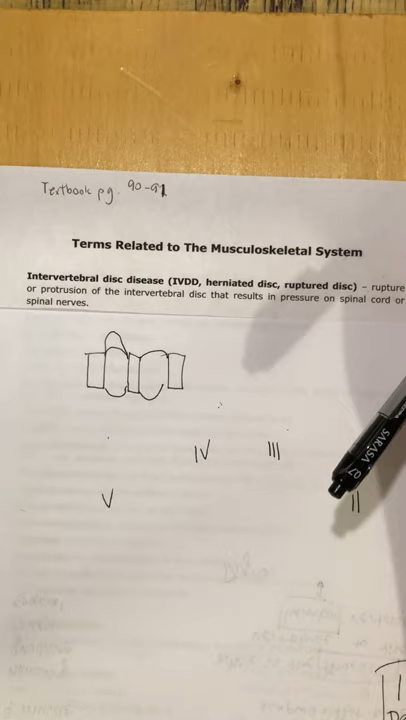 Textbook pg. 90-91
Terms Related to The Musculoskeletal System
Intervertebral disc disease (IVDD, herniated disc, ruptured disc) – rupture
or protrusion of the intervertebral disc that results in pressure on spinal cord or
spinal nerves.
IV III
V II
SARASA 07